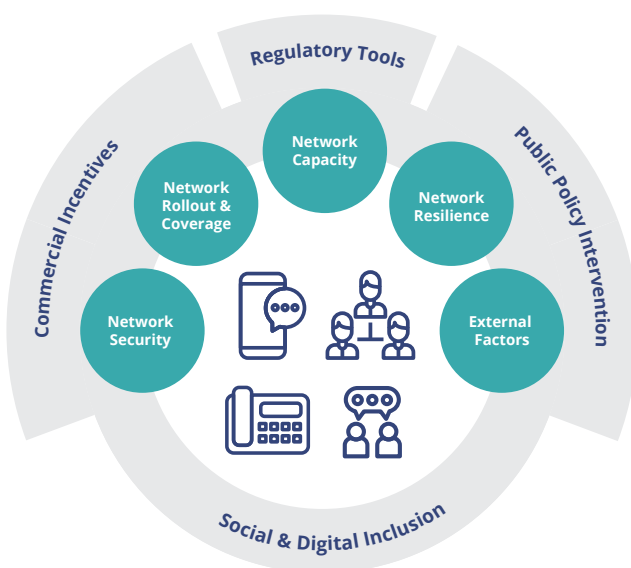 Regulatory Tools
Commercial Incentives
Public Policy Intervention
Network
Capacity
Network
Rollout &
Coverage
Network
Resilience
Network
Security
External
Factors
Social & Digital Inclusion